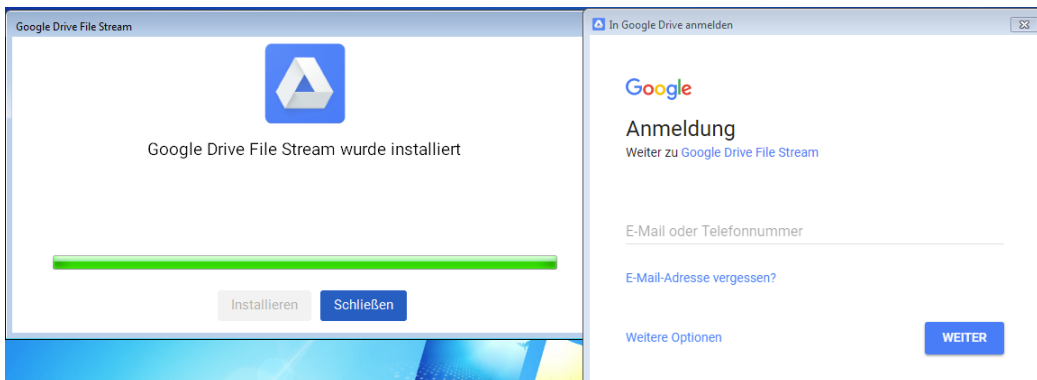 Google Drive File Stream
Google Drive File Stream wurde installiert
Installieren
Schließen
In Google Drive anmelden
Google
Anmeldung
Weiter zu Google Drive File Stream
E-Mail oder Telefonnummer
E-Mail-Adresse vergessen?
Weitere Optionen
WEITER